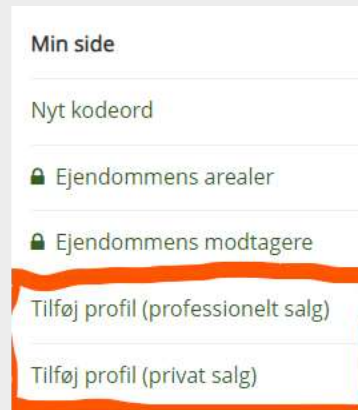 Min side
Nyt kodeord
Ejendommens arealer
Ejendommens modtagere
Tilføj profil (professionelt salg)
Tilføj profil (privat salg)